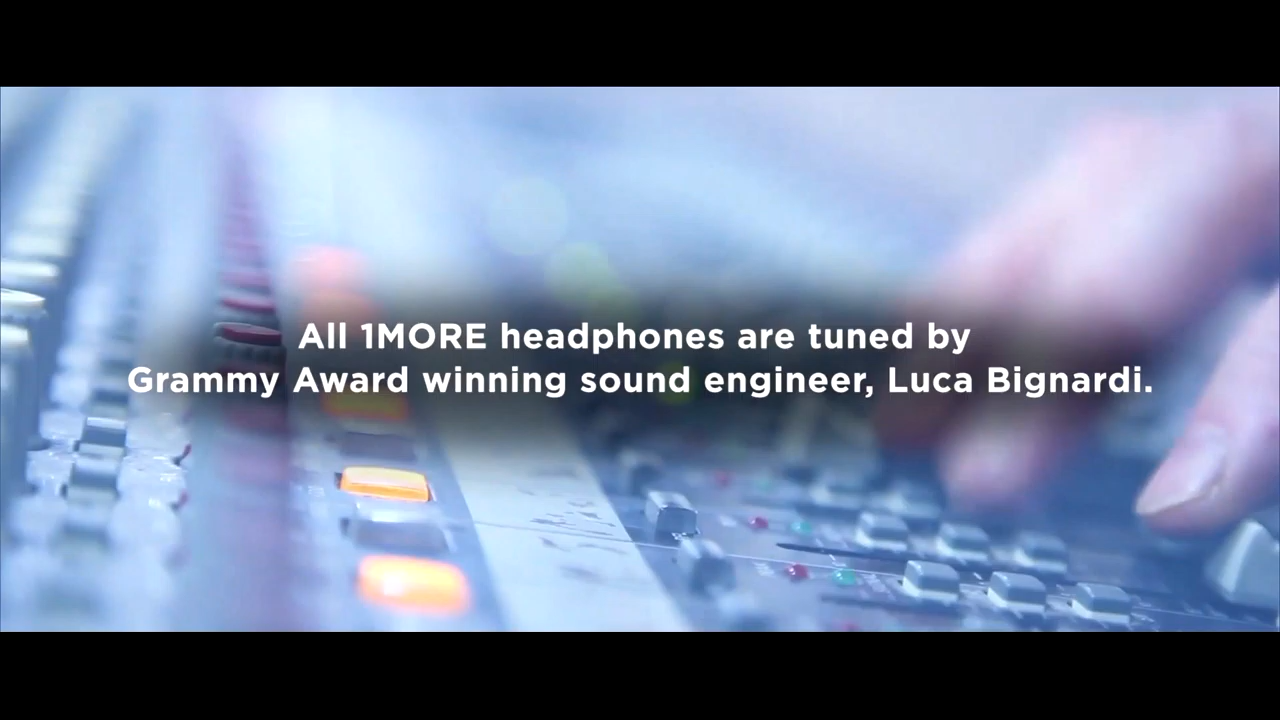 All 1MORE headphones are tuned by
Grammy Award winning sound engineer, Luca Bignardi.